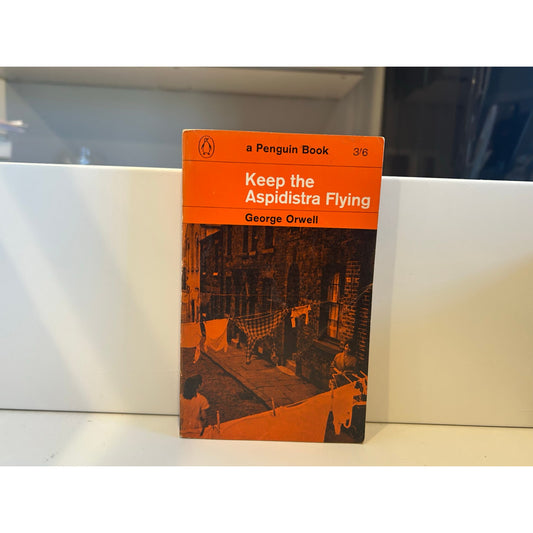 a Penguin Book 3'6
Keep the
Aspidistra Flying
George Orwell